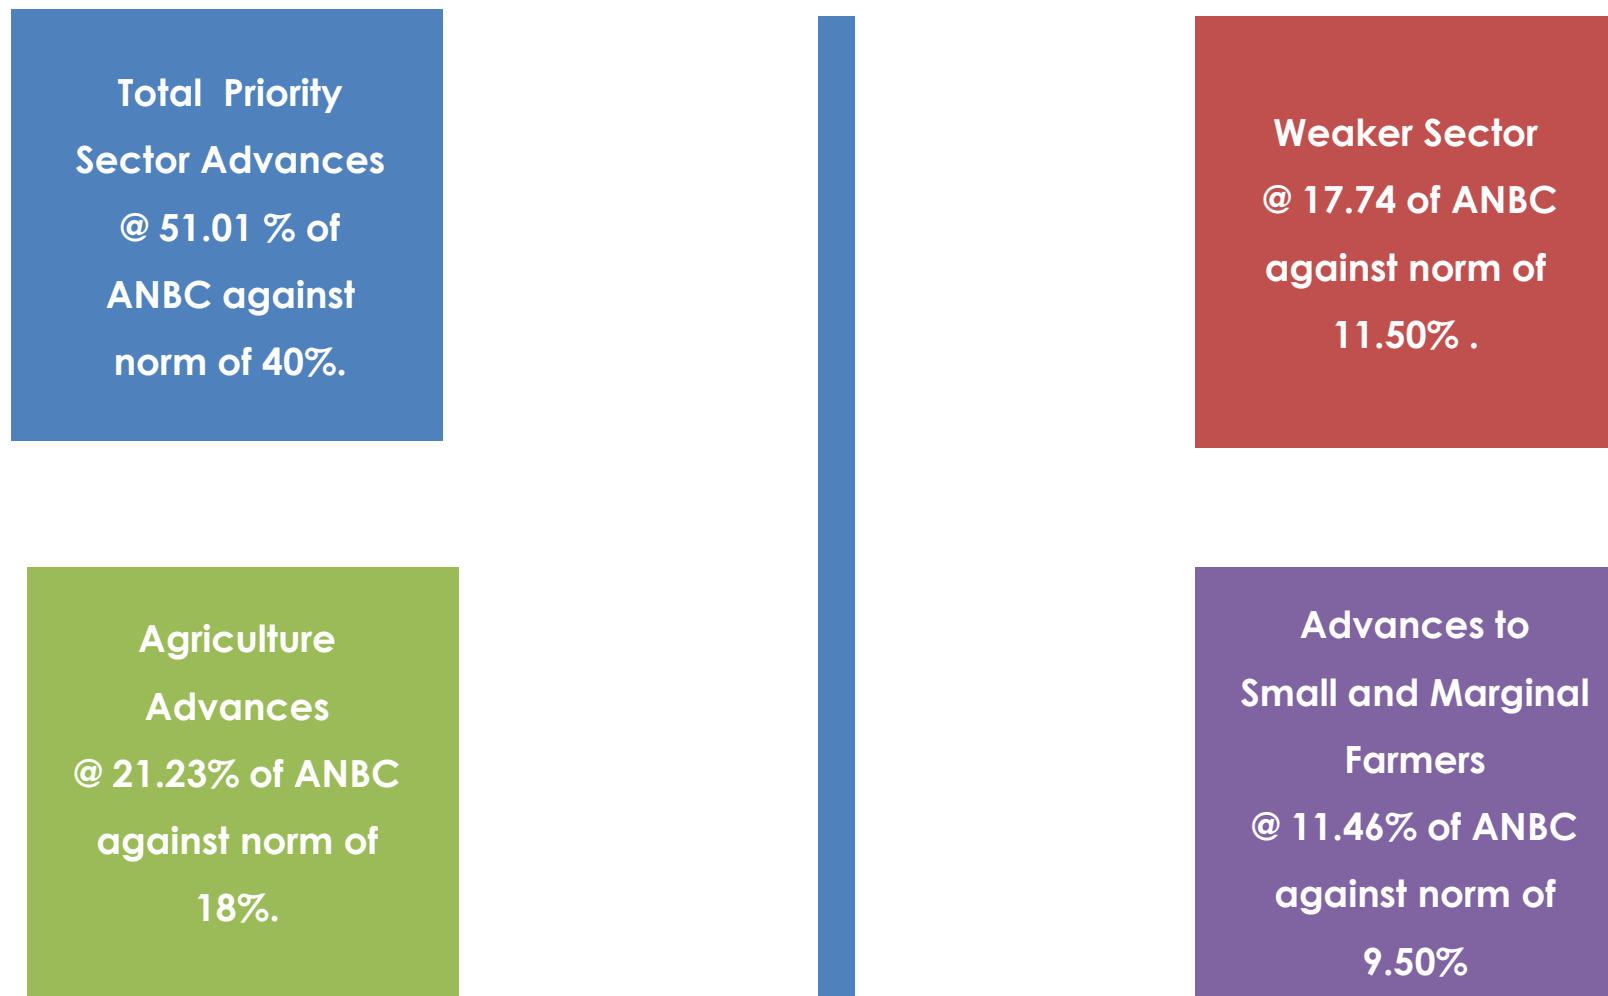 Total Priority
Sector Advances
@ 51.01 % of
ANBC against
norm of 40%.
Weaker Sector
@ 17.74 of ANBC
against norm of
11.50% .
Agriculture
Advances
@ 21.23% of ANBC
against norm of
18%.
Advances to
Small and Marginal
Farmers
@ 11.46% of ANBC
against norm of
9.50%